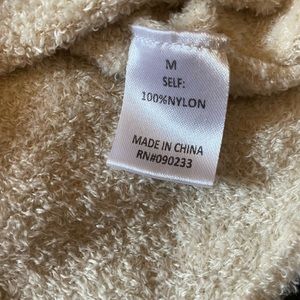 M
SELF:
100%NYLON
MADE IN CHINA
RN#090233